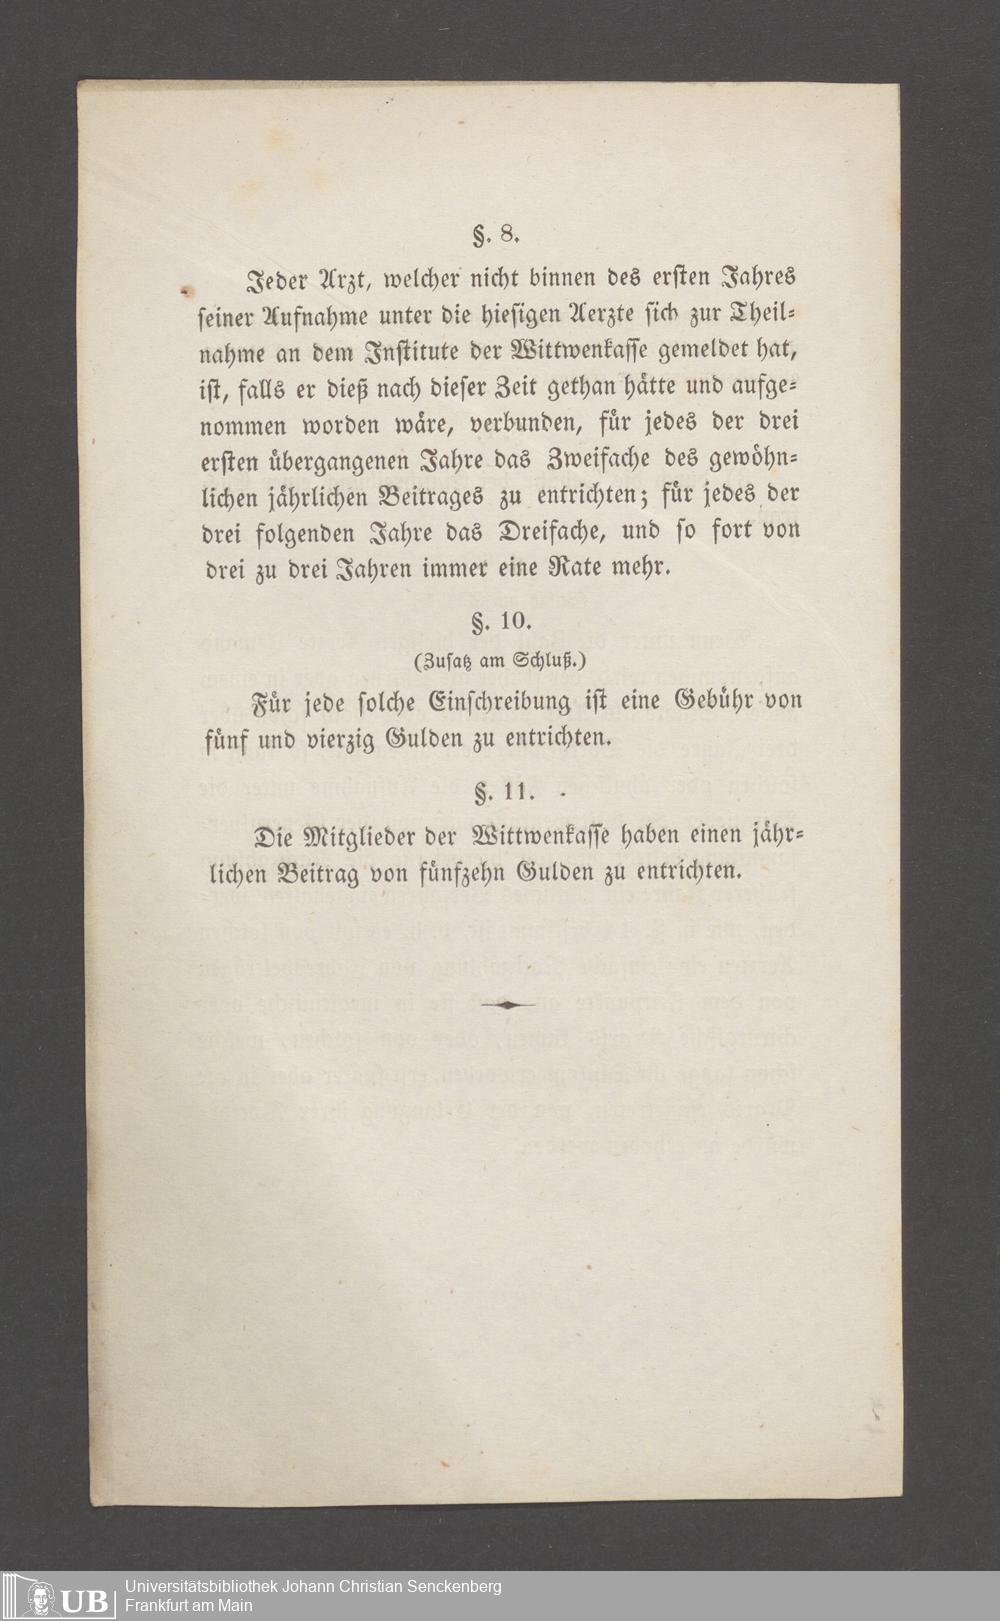 §. 8.
Jeder Arzt, welcher nicht binnen des ersten Jahres
seiner Aufnahme unter die hiesigen Aerzte sich zur Theil-
nahme an dem Institute der Wittwenkasse gemeldet hat,
ist, falls er dieß nach dieser Zeit gethan hätte und aufge-
nommen worden wäre, verbunden, für jedes der drei
ersten übergangenen Jahre das Zweifache des gewöhn-
lichen jährlichen Beitrages zu entrichten; für jedes der
drei folgenden Jahre das Dreifache, und so fort von
drei zu drei Jahren immer eine Rate mehr.
§. 10.
(Zusatz am Schluß.)
Für jede solche Einschreibung ist eine Gebühr von
fünf und vierzig Gulden zu entrichten.
§. 11.
Die Mitglieder der Wittwenkasse haben einen jähr-
lichen Beitrag von fünfzehn Gulden zu entrichten.
UB
Universitätsbibliothek Johann Christian Senckenberg
Frankfurt am Main